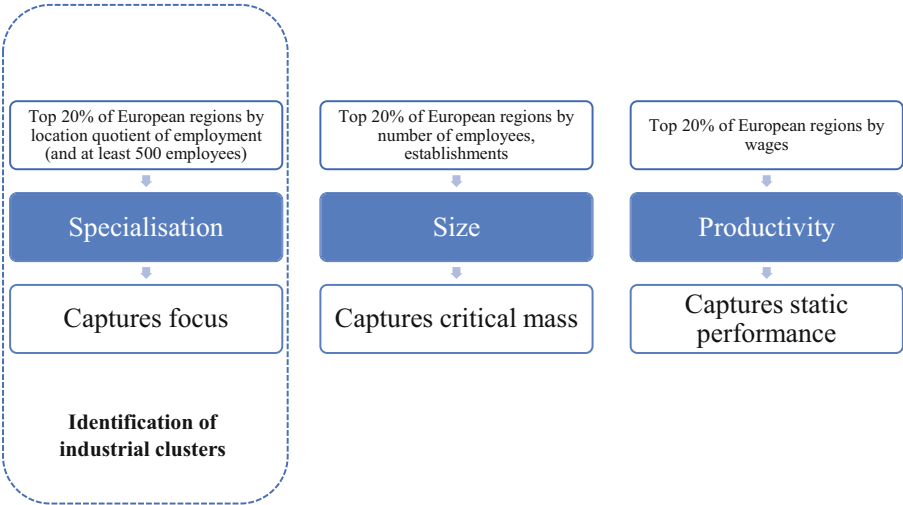 Top 20% of European regions by
location quotient of employment
(and at least 500 employees)
Specialisation
Captures focus
Identification of
industrial clusters
Top 20% of European regions by
number of employees,
establishments
Size
Captures critical mass
Top 20% of European regions by
wages
Productivity
Captures static
performance